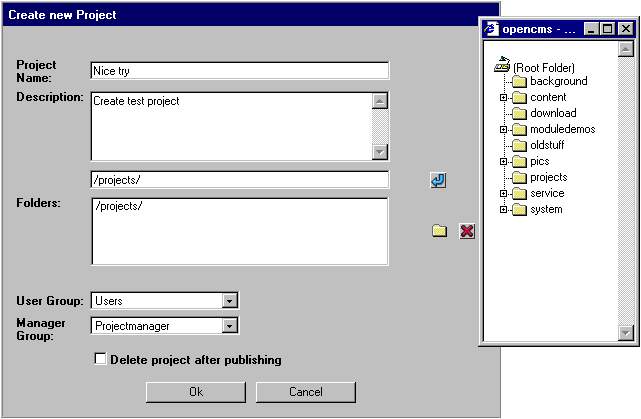 Create new Project
Project Name:
Nice try
Description:
Create test project
/projects/
Folders:
/projects/
User Group:
Users
Manager Group:
Projectmanager
Delete project after publishing
Ok
Cancel
opencms - ...
(Root Folder)
background
content
download
moduledemos
oldstuff
pics
projects
service
system